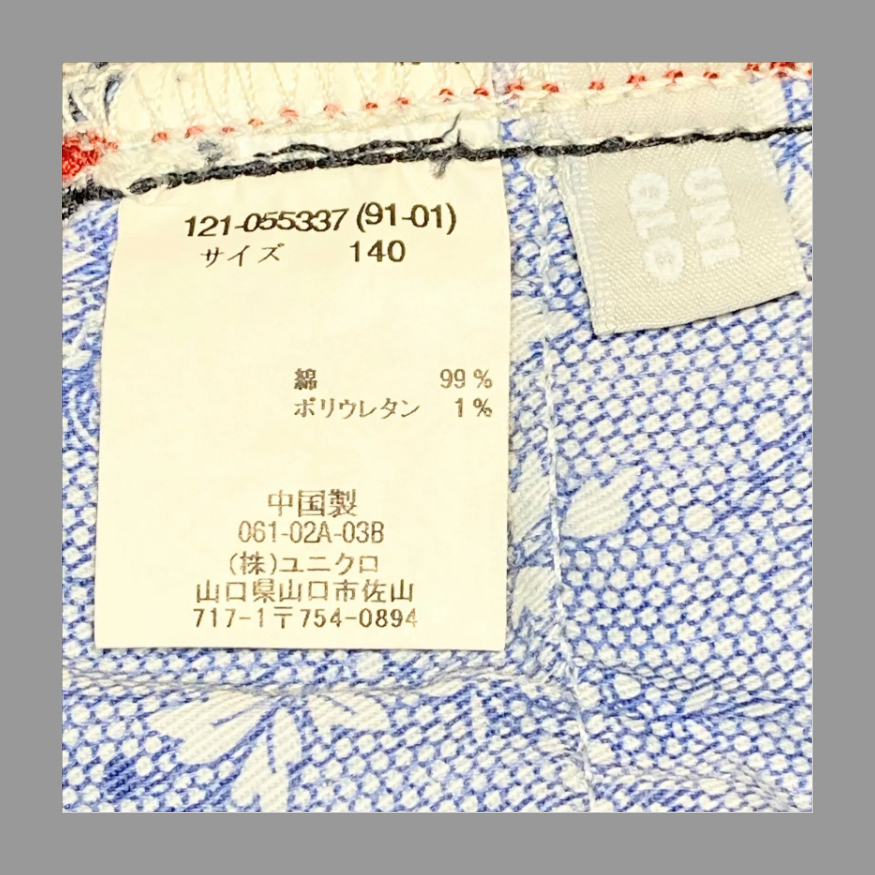 121-055337 (91-01)
サイズ 140
綿 99 %
ポリウレタン 1 %
中国製
061-02A-03B
(株)ユニクロ
山口県山口市佐山
717-1〒754-0894
UNI
QLO